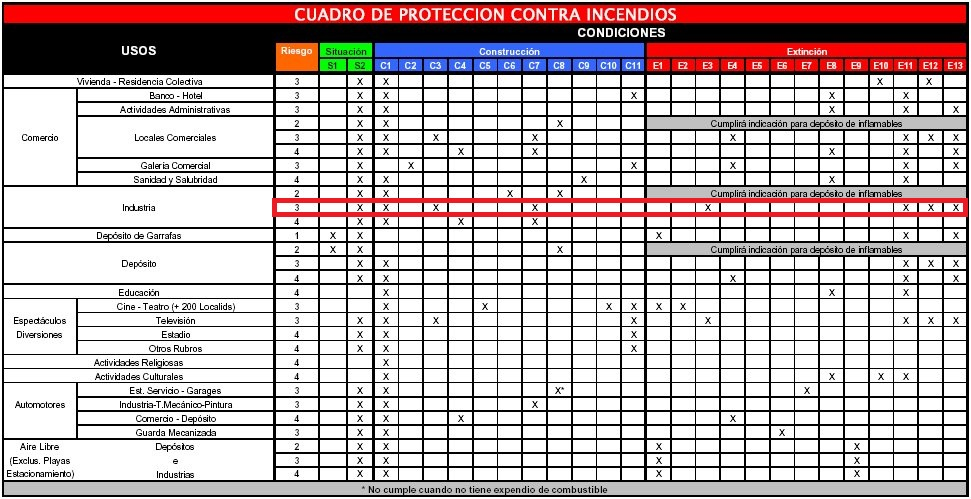 CUADRO DE PROTECCION CONTRA INCENDIOS
USOS CONDICIONES
Riesgo Situación Construcción Extinción
S1 S2 C1 C2 C3 C4 C5 C6 C7 C8 C9 C10 C11 E1 E2 E3 E4 E5 E6 E7 E8 E9 E10 E11 E12 E13
Vivienda - Residencia Colectiva 3 X X X X
Comercio
Banco - Hotel 3 X X X X X
Actividades Administrativas 3 X X X X X
Locales Comerciales
2 X X X Cumplirá indicación para depósito de inflamables
3 X X X X X X X X
4 X X X X X X X
Galería Comercial 3 X X X X X X X
Sanidad y Salubridad 4 X X X X X
Industria
2 X X X X Cumplirá indicación para depósito de inflamables
3 X X X X X X X X
4 X X X X
Depósito de Garrafas 1 X X X X X X
Depósito
2 X X X X Cumplirá indicación para depósito de inflamables
3 X X X X X
4 X X X X X
Educación 4 X X X
Espectáculos
Diversiones
Cine - Teatro (+ 200 Localids) 3 X X X X X X
Televisión 3 X X X X X X X X
Estadio 4 X X X
Otros Rubros 4 X X X
Actividades Religiosas 4 X
Actividades Culturales 4 X X X X
Automotores
Est. Servicio - Garages 3 X X X* X
Industria-T.Mecánico-Pintura 3 X X X
Comercio - Depósito 4 X X X X
Guarda Mecanizada 3 X X X
Aire Libre Depósitos 2 X X X X
(Exclus. Playas e 3 X X X X
Estacionamiento) Industrias 4 X X X X
* No cumple cuando no tiene expendio de combustible